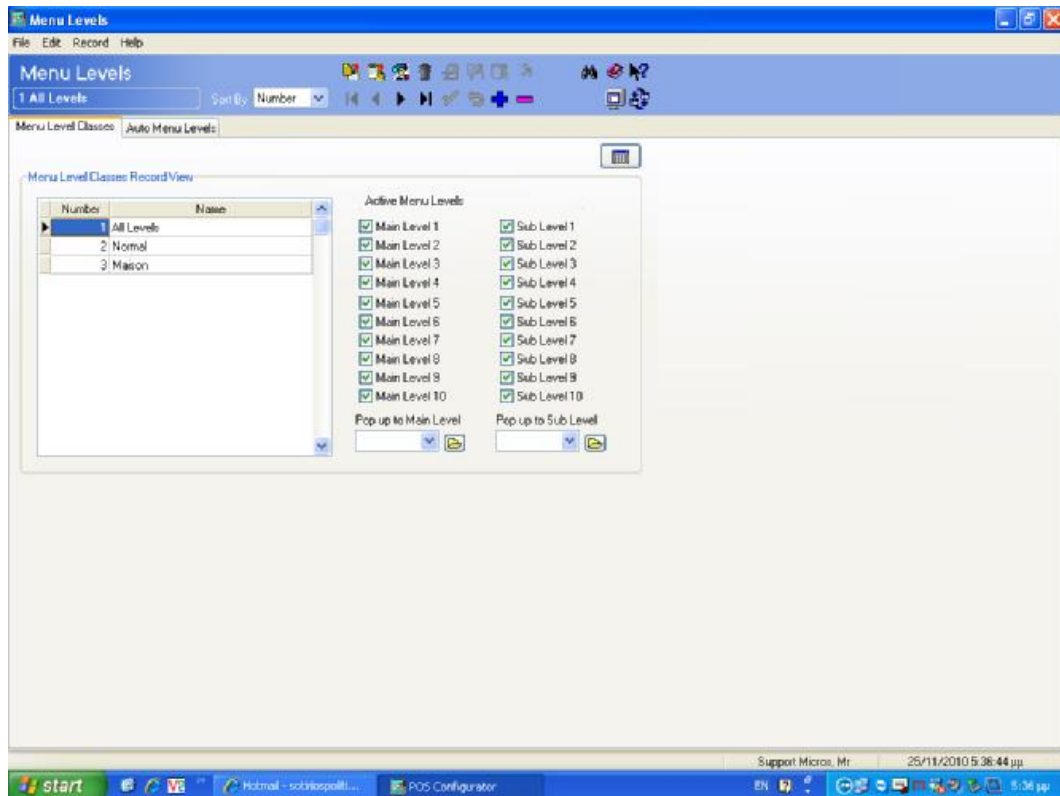 Menu Levels
File Edit Record Help
Menu Levels
1 All Levels
Sort By Number
Menu Level Classes Auto Menu Levels
Menu Level Classes Record View
Number Name
1 All Levels
2 Normal
3 Maison
Active Menu Levels
Main Level 1 Sub Level 1
Main Level 2 Sub Level 2
Main Level 3 Sub Level 3
Main Level 4 Sub Level 4
Main Level 5 Sub Level 5
Main Level 6 Sub Level 6
Main Level 7 Sub Level 7
Main Level 8 Sub Level 8
Main Level 9 Sub Level 9
Main Level 10 Sub Level 10
Pop up to Main Level Pop up to Sub Level
Support Micros, Mr 25/11/2010 5:36:44 μμ
start Hotmail - POS Configurator EN 5:36 μμ